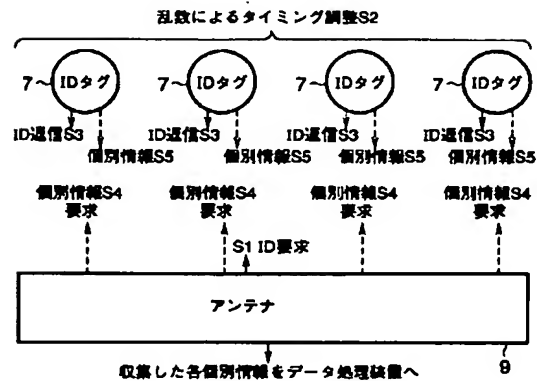 乱数によるタイミング調整S2
7 IDタグ 7 IDタグ 7 IDタグ 7 IDタグ
ID返信S3 ID返信S3 ID返信S3 ID返信S3
個別情報S5 個別情報S5 個別情報S5 個別情報S5
個別情報S4 個別情報S4 個別情報S4 個別情報S4
要求 要求 要求 要求
S1 ID要求
アンテナ
9
収集した各個別情報をデータ処理装置へ